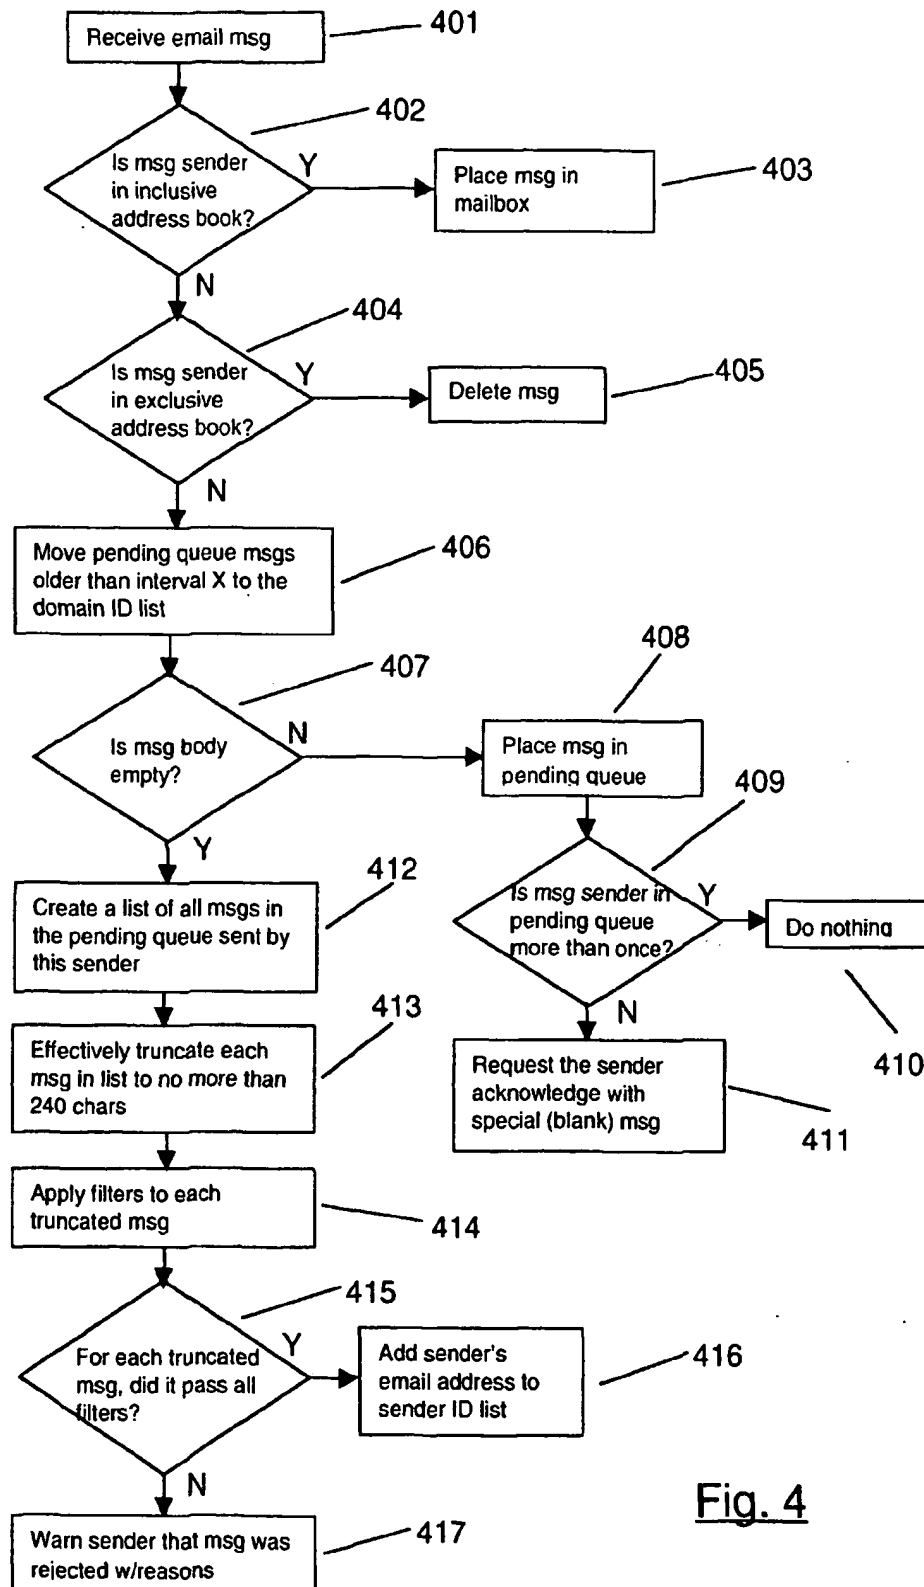 Receive email msg
401
402
Is msg sender
in inclusive
address book?
Y
Place msg in
mailbox
403
N
404
Is msg sender
in exclusive
address book?
Y
Delete msg
405
N
Move pending queue msgs
older than interval X to the
domain ID list
406
407
Is msg body
empty?
N
408
Place msg in
pending queue
409
Is msg sender in
pending queue
more than once?
Y
Do nothing
410
N
Request the sender
acknowledge with
special (blank) msg
411
Y
412
Create a list of all msgs in
the pending queue sent by
this sender
413
Effectively truncate each
msg in list to no more than
240 chars
Apply filters to each
truncated msg
414
415
For each truncated
msg, did it pass all
filters?
Y
Add sender's
email address to
sender ID list
416
N
Warn sender that msg was
rejected w/reasons
417
Fig. 4